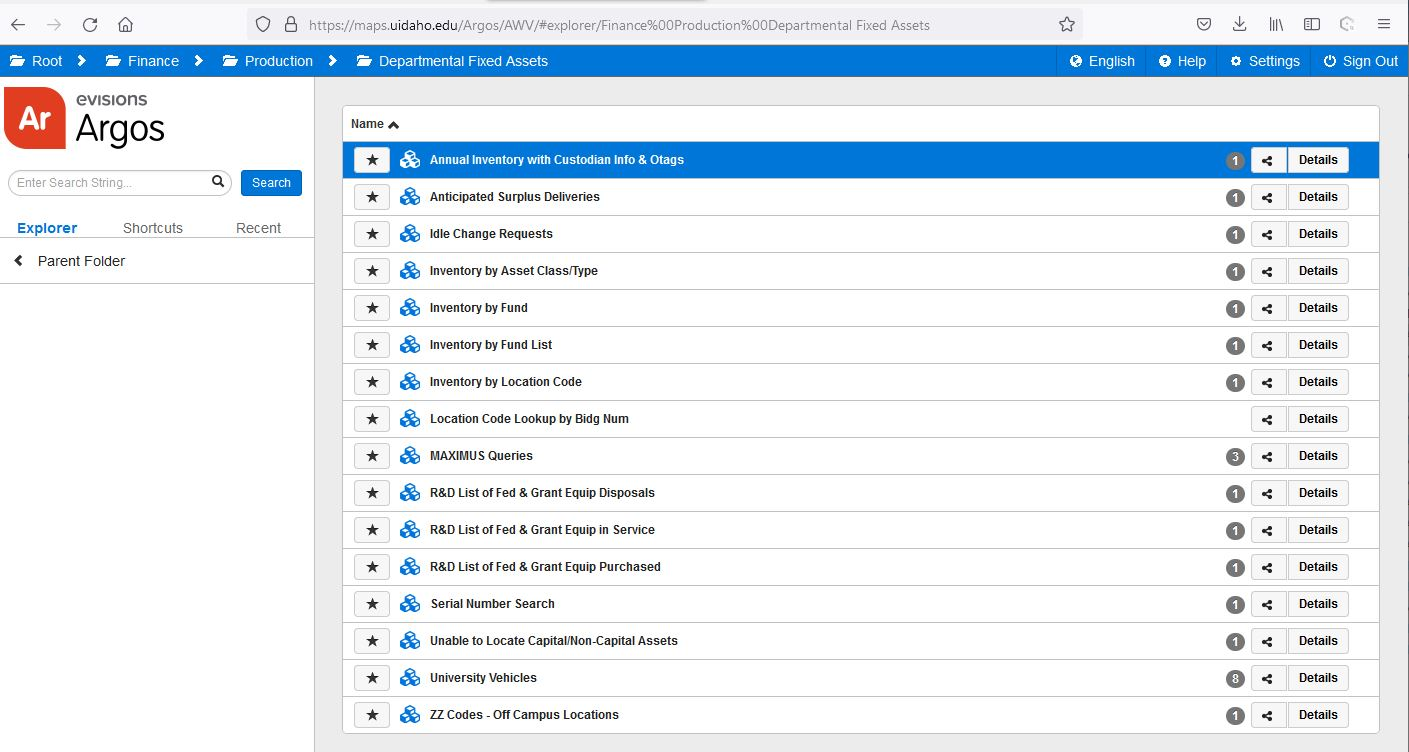 https://maps.uidaho.edu/Argos/AWV/#explorer/Finance%00Production%00Departmental Fixed Assets
Root Finance Production Departmental Fixed Assets English Help Settings Sign Out
Ar evisions Argos
Enter Search String... Search
Explorer Shortcuts Recent
Parent Folder
Name
Annual Inventory with Custodian Info & Otags 1 Details
Anticipated Surplus Deliveries 1 Details
Idle Change Requests 1 Details
Inventory by Asset Class/Type 1 Details
Inventory by Fund 1 Details
Inventory by Fund List 1 Details
Inventory by Location Code 1 Details
Location Code Lookup by Bidg Num Details
MAXIMUS Queries 3 Details
R&D List of Fed & Grant Equip Disposals 1 Details
R&D List of Fed & Grant Equip in Service 1 Details
R&D List of Fed & Grant Equip Purchased 1 Details
Serial Number Search 1 Details
Unable to Locate Capital/Non-Capital Assets 1 Details
University Vehicles 8 Details
ZZ Codes - Off Campus Locations 1 Details